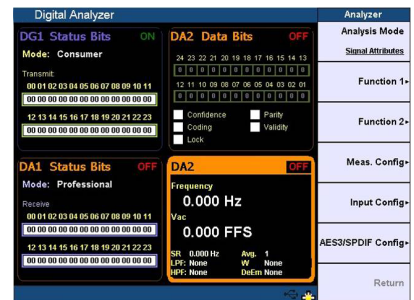 Digital Analyzer
Analyzer
DG1 Status Bits ON
Mode: Consumer
Transmit
00 01 02 03 04 05 06 07 08 09 10 11
00 00 00 00 00 00 00 00 00 00 00 00
12 13 14 15 16 17 18 19 20 21 22 23
00 00 00 00 00 00 00 00 00 00 00 00
DA2 Data Bits OFF
24 23 22 21 20 19 18 17 16 15 14 13
0 0 0 0 0 0 0 0 0 0 0 0
12 11 10 09 08 07 06 05 04 03 02 01
0 0 0 0 0 0 0 0 0 0 0 0
Confidence Parity
Coding Validity
Lock
DA1 Status Bits OFF
Mode: Professional
Receive
00 01 02 03 04 05 06 07 08 09 10 11
00 00 00 00 00 00 00 00 00 00 00 00
12 13 14 15 16 17 18 19 20 21 22 23
00 00 00 00 00 00 00 00 00 00 00 00
DA2 OFF
Frequency
0.000 Hz
Vac
0.000 FFS
SR 0.000 Hz Avg. 1
LPF: None W None
HPF: None DeEm None
Analysis Mode
Signal Attributes
Function 1
Function 2
Meas. Config
Input Config
AES3/SPDIF Config
Return